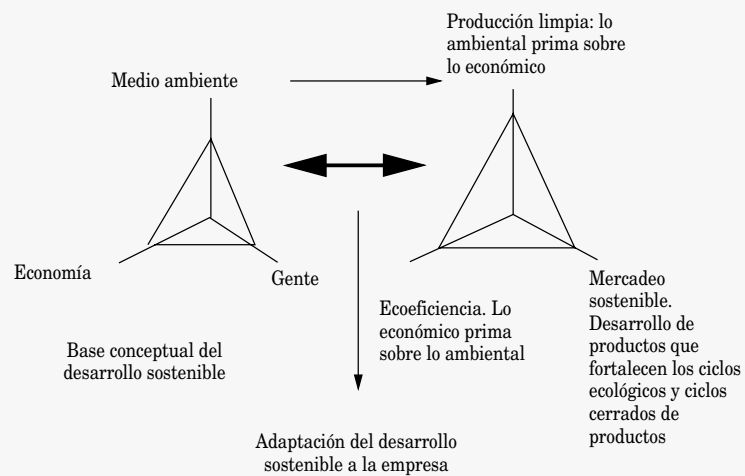 Producción limpia: lo
ambiental prima sobre
lo económico
Medio ambiente
Economía
Gente
Mercadeo
sostenible.
Desarrollo de
productos que
fortalecen los ciclos
ecológicos y ciclos
cerrados de
productos
Ecoeficiencia. Lo
económico prima
sobre lo ambiental
Base conceptual del
desarrollo sostenible
Adaptación del desarrollo
sostenible a la empresa